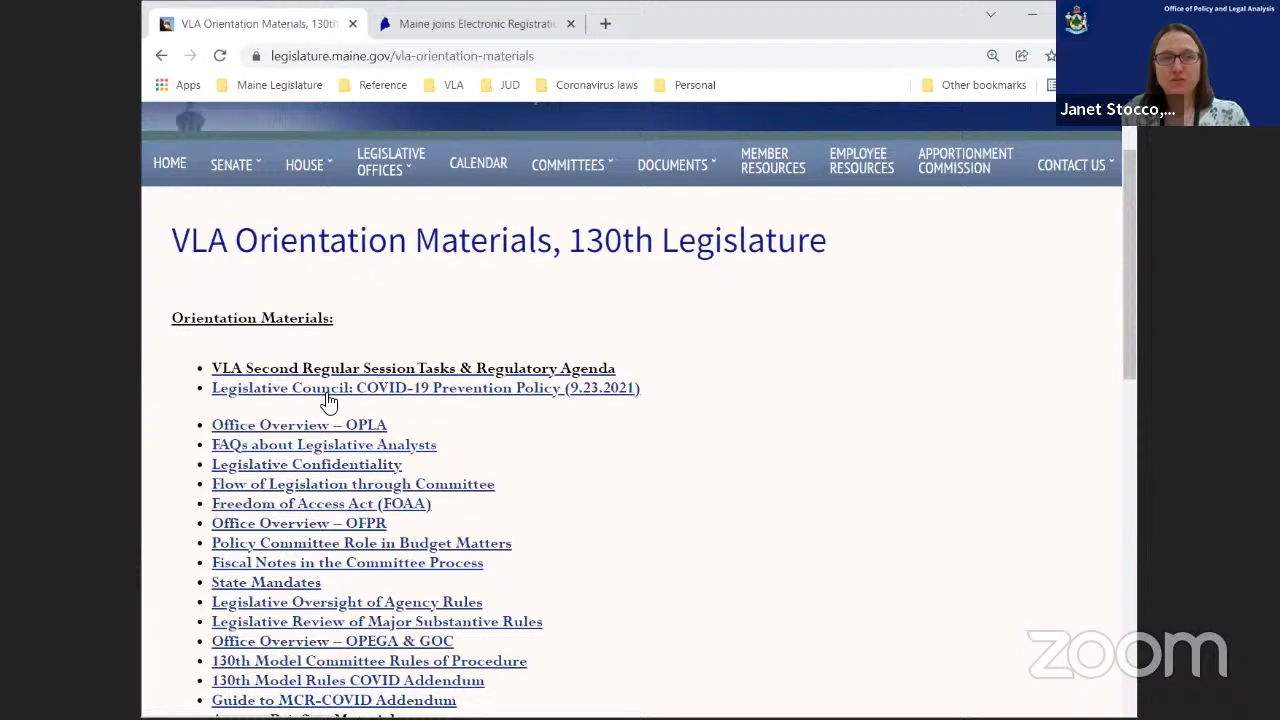 VLA Orientation Materials, 130th
Maine joins Electronic Registrati
legislature.maine.gov/vla-orientation-materials
Apps
Maine Legislature
Reference
VLA
JUD
Coronavirus laws
Personal
Other bookmarks
Office of Policy and Legal Analysis
Janet Stocco,...
HOME
SENATE
HOUSE
LEGISLATIVE
OFFICES
CALENDAR
COMMITTEES
DOCUMENTS
MEMBER
RESOURCES
EMPLOYEE
RESOURCES
APPORTIONMENT
COMMISSION
CONTACT US
VLA Orientation Materials, 130th Legislature
Orientation Materials:
• VLA Second Regular Session Tasks & Regulatory Agenda
• Legislative Council: COVID-19 Prevention Policy (9.23.2021)
• Office Overview – OPLA
• FAQs about Legislative Analysts
• Legislative Confidentiality
• Flow of Legislation through Committee
• Freedom of Access Act (FOAA)
• Office Overview – OFPR
• Policy Committee Role in Budget Matters
• Fiscal Notes in the Committee Process
• State Mandates
• Legislative Oversight of Agency Rules
• Legislative Review of Major Substantive Rules
• Office Overview – OPEGA & GOC
• 130th Model Committee Rules of Procedure
• 130th Model Rules COVID Addendum
• Guide to MCR-COVID Addendum
zoom